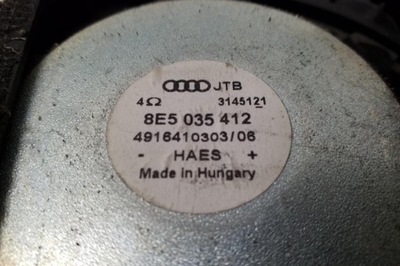 JTB
4Ω 3145121
8E5 035 412
4916410303/06
- HAES +
Made in Hungary